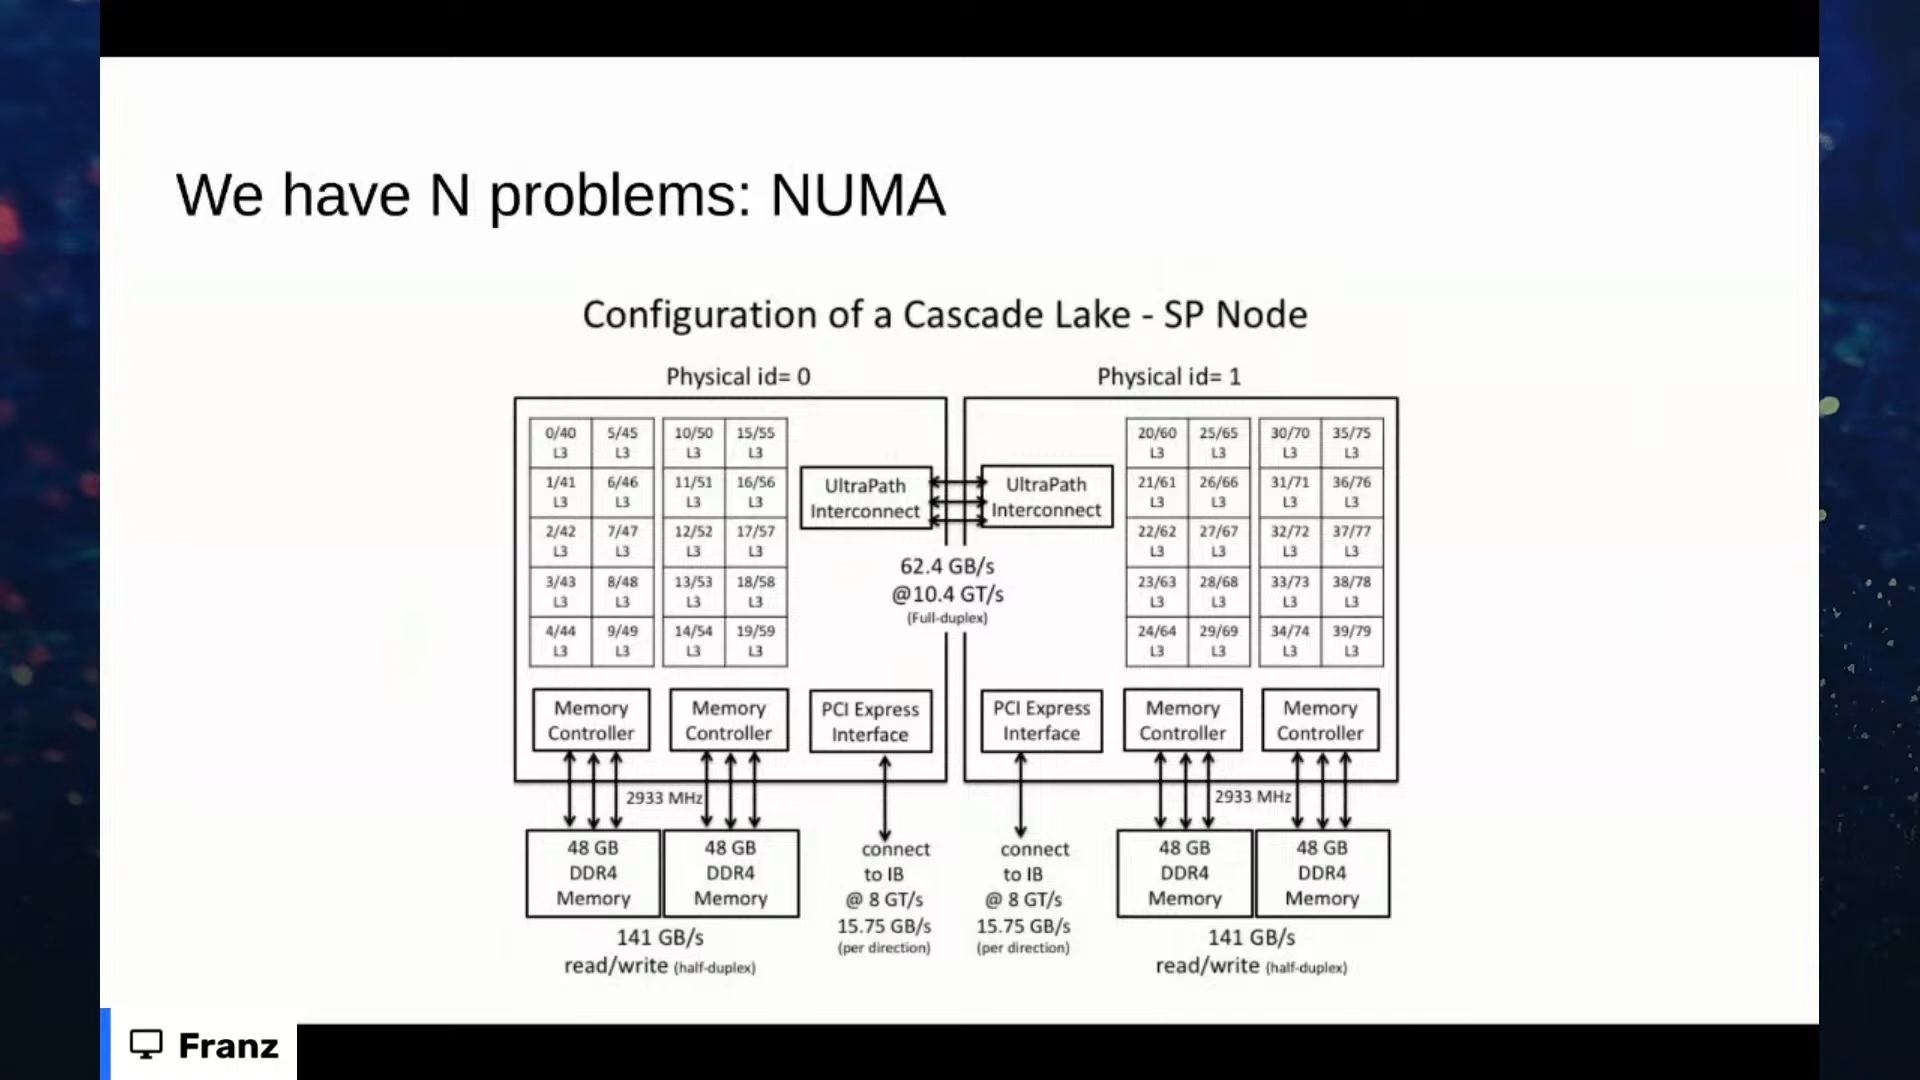 We have N problems: NUMA
Configuration of a Cascade Lake - SP Node
Physical id= 0
Physical id= 1
0/40 5/45 10/50 15/55
L3 L3 L3 L3
1/41 6/46 11/51 16/56
L3 L3 L3 L3
2/42 7/47 12/52 17/57
L3 L3 L3 L3
3/43 8/48 13/53 18/58
L3 L3 L3 L3
4/44 9/49 14/54 19/59
L3 L3 L3 L3
UltraPath
Interconnect
UltraPath
Interconnect
62.4 GB/s
@10.4 GT/s
(Full-duplex)
20/60 25/65 30/70 35/75
L3 L3 L3 L3
21/61 26/66 31/71 36/76
L3 L3 L3 L3
22/62 27/67 32/72 37/77
L3 L3 L3 L3
23/63 28/68 33/73 38/78
L3 L3 L3 L3
24/64 29/69 34/74 39/79
L3 L3 L3 L3
Memory
Controller
Memory
Controller
PCI Express
Interface
PCI Express
Interface
Memory
Controller
Memory
Controller
2933 MHz
2933 MHz
48 GB
DDR4
Memory
48 GB
DDR4
Memory
141 GB/s
read/write (half-duplex)
connect
to IB
@ 8 GT/s
15.75 GB/s
(per direction)
connect
to IB
@ 8 GT/s
15.75 GB/s
(per direction)
48 GB
DDR4
Memory
48 GB
DDR4
Memory
141 GB/s
read/write (half-duplex)
Franz